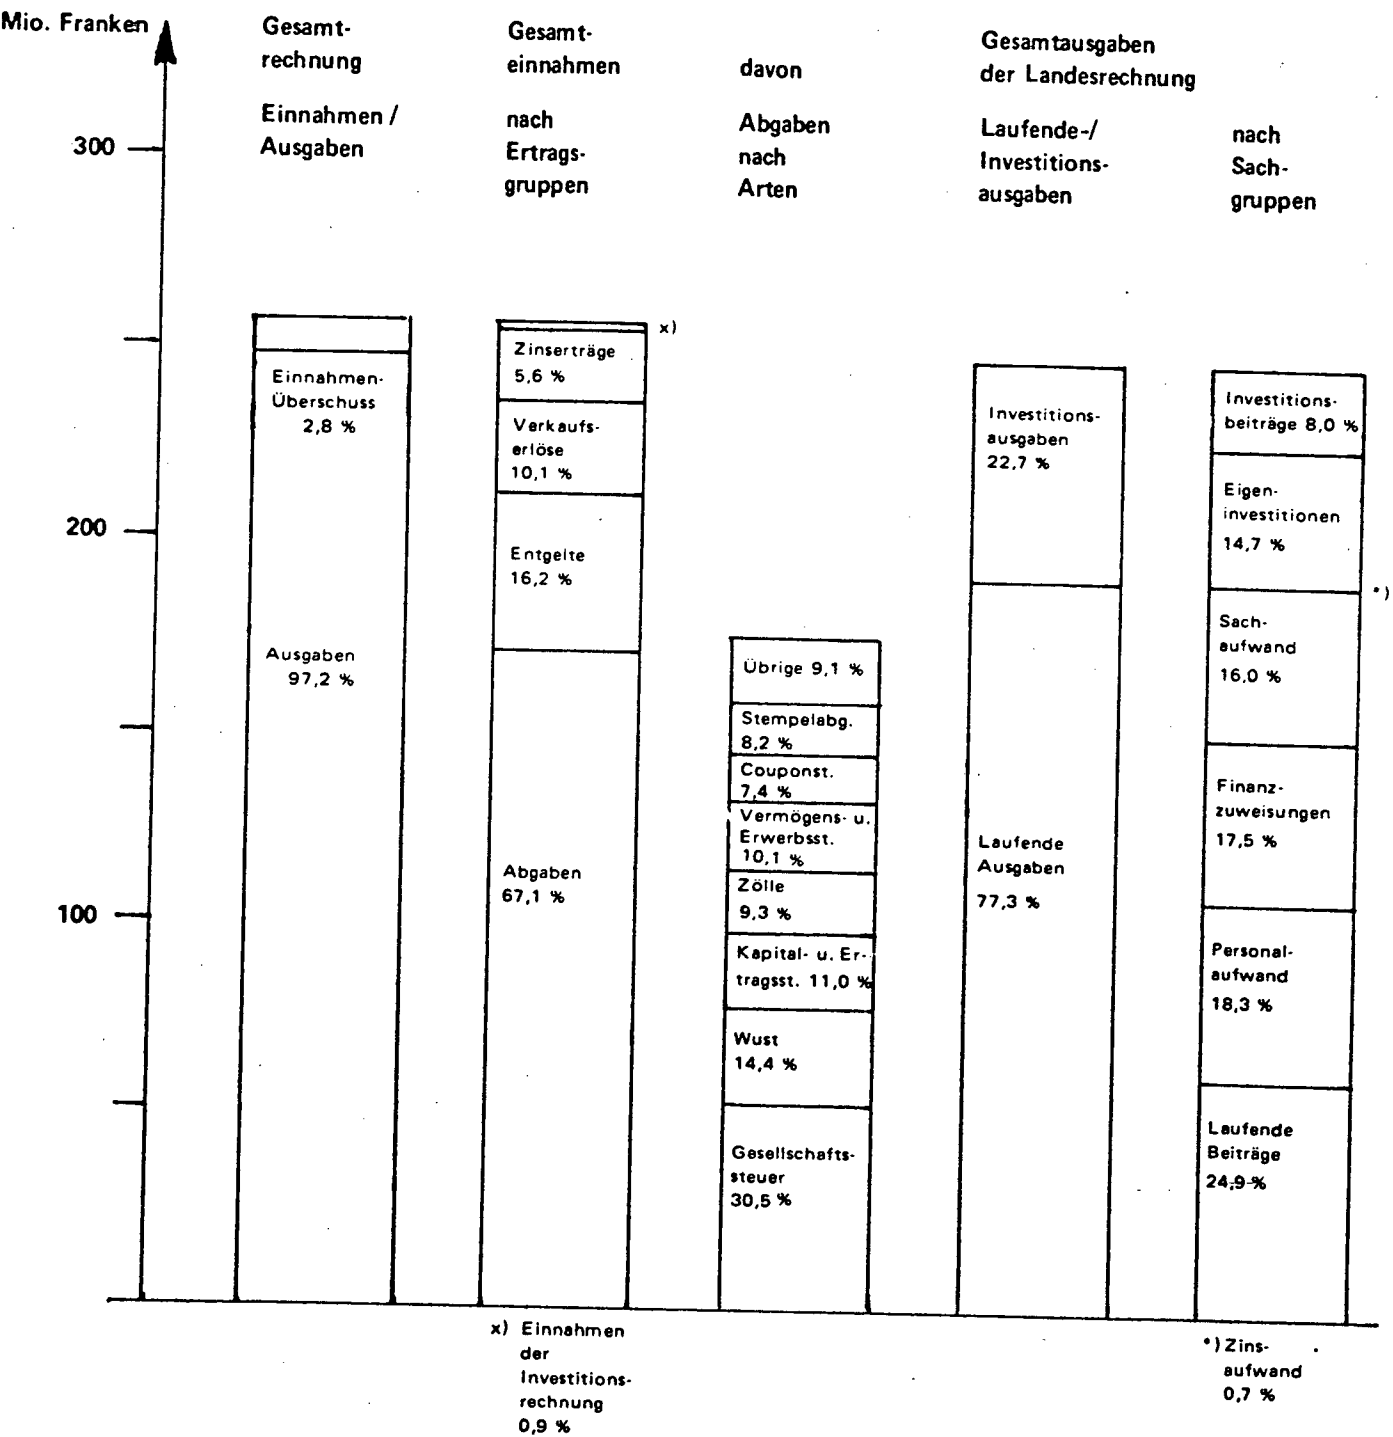 Mio. Franken
300
200
100
Gesamt-
rechnung
Einnahmen /
Ausgaben
Einnahmen-
Überschuss
2,8 %
Ausgaben
97,2 %
Gesamt-
einnahmen
nach
Ertrags-
gruppen
x)
Zinserträge
5,6 %
Verkaufs-
erlöse
10,1 %
Entgelte
16,2 %
Abgaben
67,1 %
x) Einnahmen
der
Investitions-
rechnung
0,9 %
davon
Abgaben
nach
Arten
Übrige 9,1 %
Stempelabg.
8,2 %
Couponst.
7,4 %
Vermögens- u.
Erwerbsst.
10,1 %
Zölle
9,3 %
Kapital- u. Er-
tragsst. 11,0 %
Wust
14,4 %
Gesellschafts-
steuer
30,5 %
Gesamtausgaben
der Landesrechnung
Laufende-/
Investitions-
ausgaben
Investitions-
ausgaben
22,7 %
Laufende
Ausgaben
77,3 %
nach
Sach-
gruppen
Investitions-
beiträge 8,0 %
Eigen-
investitionen
14,7 %
*)
Sach-
aufwand
16,0 %
Finanz-
zuweisungen
17,5 %
Personal-
aufwand
18,3 %
Laufende
Beiträge
24,9 %
*) Zins-
aufwand
0,7 %